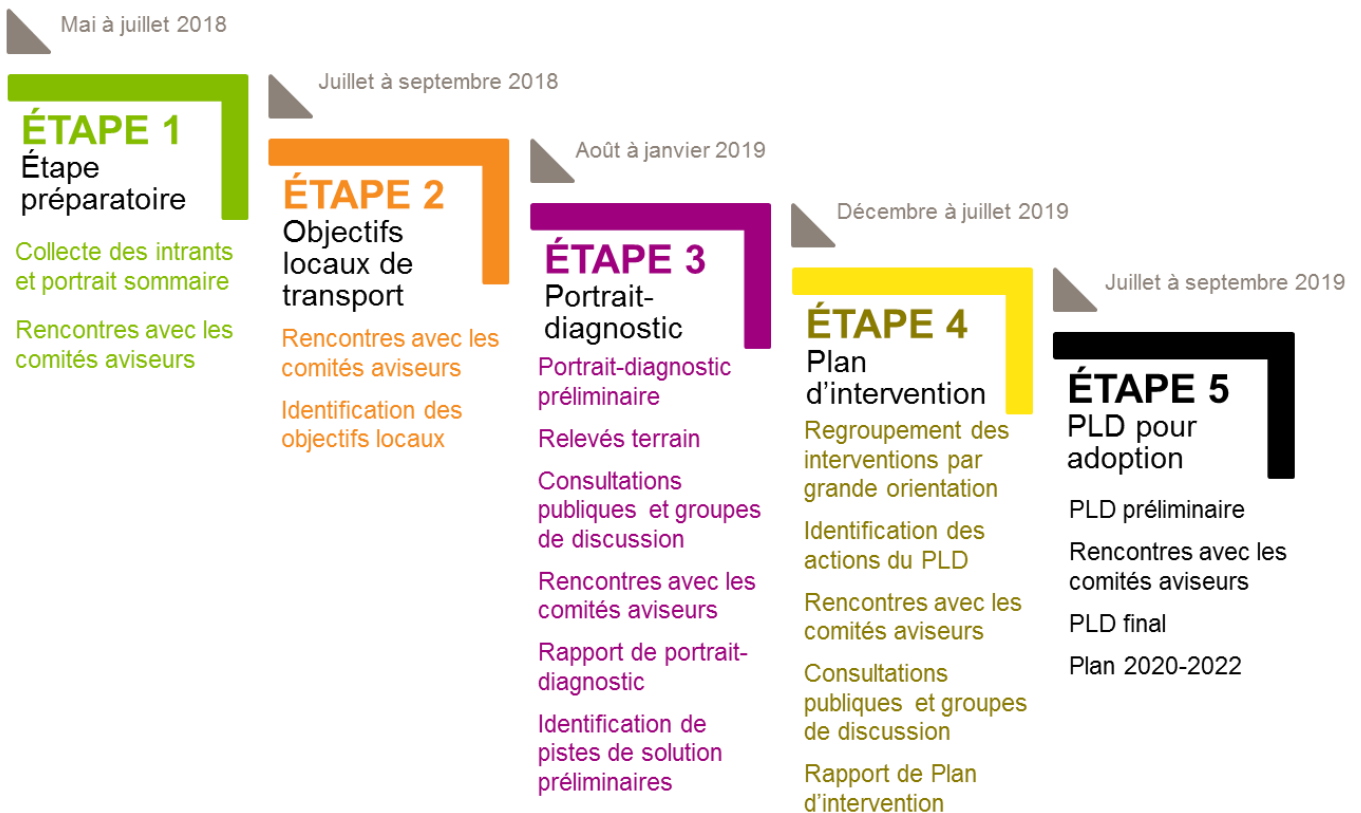 Mai à juillet 2018
ÉTAPE 1
Étape
préparatoire
Collecte des intrants
et portrait sommaire
Rencontres avec les
comités aviseurs
Juillet à septembre 2018
ÉTAPE 2
Objectifs
locaux de
transport
Rencontres avec les
comités aviseurs
Identification des
objectifs locaux
Août à janvier 2019
ÉTAPE 3
Portrait-
diagnostic
Portrait-diagnostic
préliminaire
Relevés terrain
Consultations
publiques et groupes
de discussion
Rencontres avec les
comités aviseurs
Rapport de portrait-
diagnostic
Identification de
pistes de solution
préliminaires
Décembre à juillet 2019
ÉTAPE 4
Plan
d’intervention
Regroupement des
interventions par
grande orientation
Identification des
actions du PLD
Rencontres avec les
comités aviseurs
Consultations
publiques et groupes
de discussion
Rapport de Plan
d’intervention
Juillet à septembre 2019
ÉTAPE 5
PLD pour
adoption
PLD préliminaire
Rencontres avec les
comités aviseurs
PLD final
Plan 2020-2022